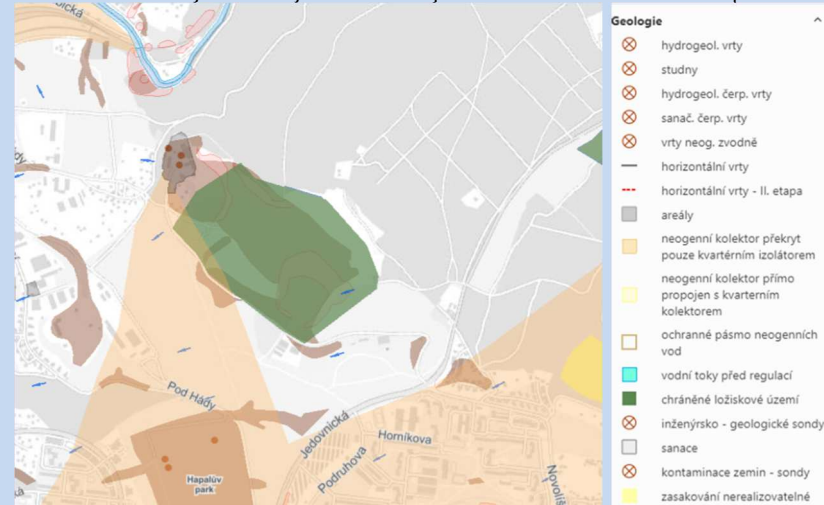 Geologie
hydrogeol. vrty
studny
hydrogeol. čerp. vrty
sanač. čerp. vrty
vrty neog. zvodně
horizontální vrty
horizontální vrty - II. etapa
areály
neogenní kolektor překryt
pouze kvartérním izolátorem
neogenní kolektor přímo
propojen s kvarterním
kolektorem
ochranné pásmo neogenních
vod
vodní toky před regulací
chráněné ložiskové území
inženýrsko - geologické sondy
sanace
kontaminace zemin - sondy
zasakování nerealizovatelné
Pod Hády
Jedovnická
Horníkova
Podruhova
Hapalův
park